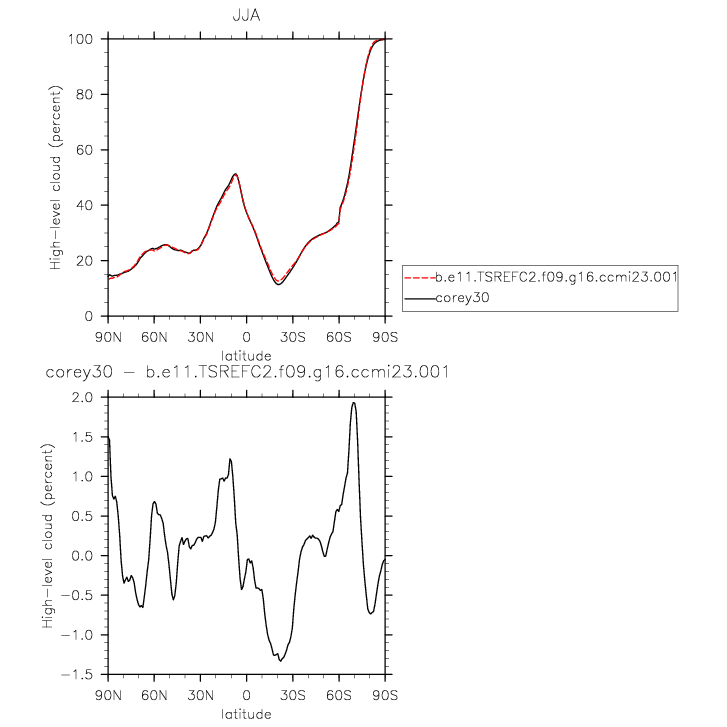 JJA
High-level cloud (percent)
100
80
60
40
20
0
90N 60N 30N 0 30S 60S 90S
latitude
b.e11.TSREFC2.f09.g16.ccmi23.001
corey30
corey30 - b.e11.TSREFC2.f09.g16.ccmi23.001
High-level cloud (percent)
2.0
1.5
1.0
0.5
0.0
-0.5
-1.0
-1.5
90N 60N 30N 0 30S 60S 90S
latitude